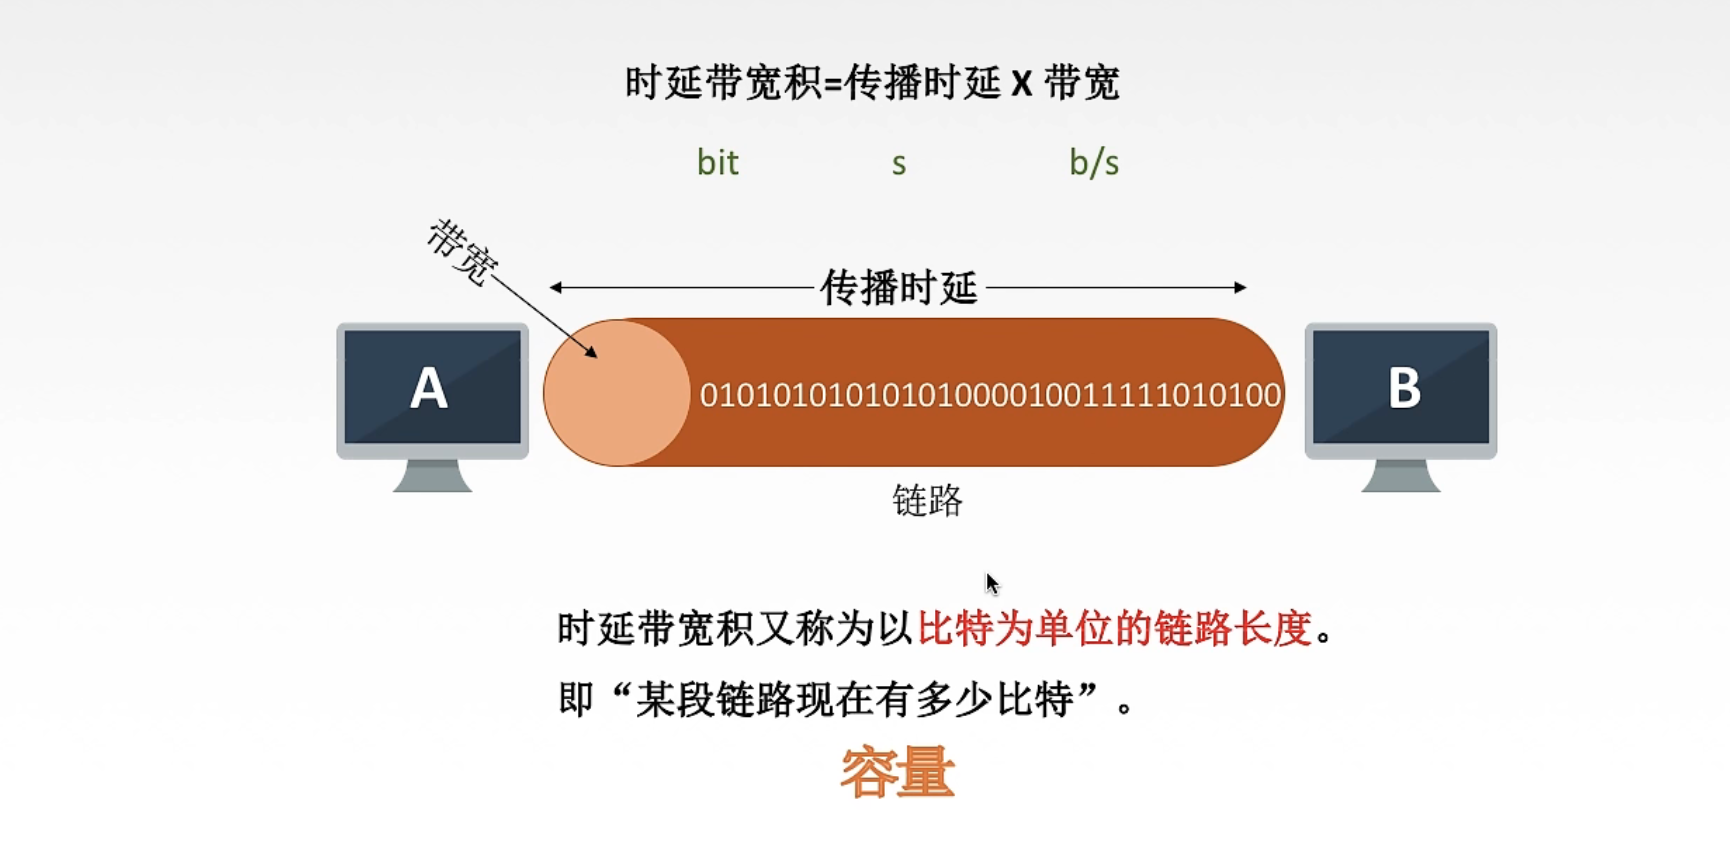 时延带宽积=传播时延 X 带宽
bit s b/s
带宽
传播时延
A
01010101010101000010011111010100
B
链路
时延带宽积又称为以比特为单位的链路长度。
即“某段链路现在有多少比特”。
容量